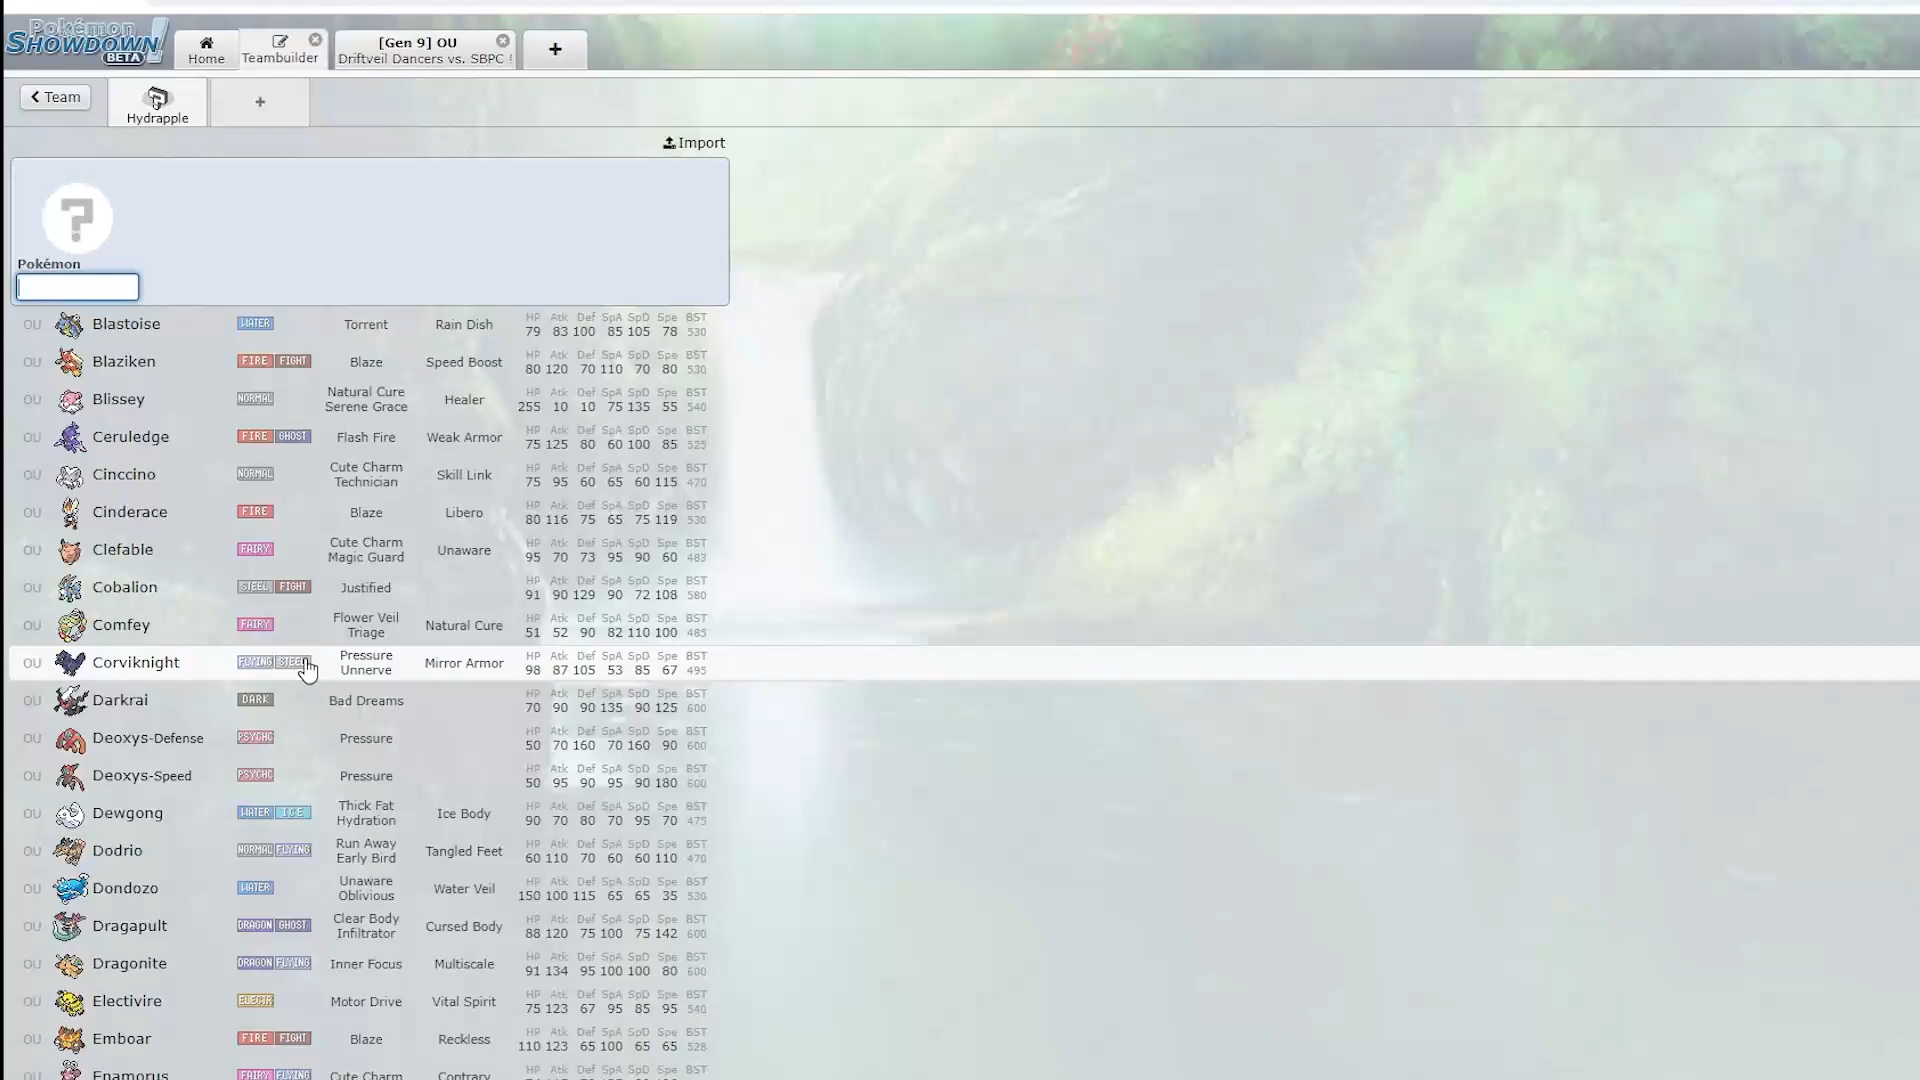 Pokémon
SHOWDOWN!
BETA
Home
Teambuilder
[Gen 9] OU
Driftveil Dancers vs. SBPC !
+
Team
Hydrapple
+
Import
?
Pokémon
HP Atk Def SpA SpD Spe BST
OU Blastoise WATER Torrent Rain Dish 79 83 100 85 105 78 530
HP Atk Def SpA SpD Spe BST
OU Blaziken FIRE FIGHT Blaze Speed Boost 80 120 70 110 70 80 530
HP Atk Def SpA SpD Spe BST
OU Blissey NORMAL Natural Cure Serene Grace Healer 255 10 10 75 135 55 540
HP Atk Def SpA SpD Spe BST
OU Ceruledge FIRE GHOST Flash Fire Weak Armor 75 125 80 60 100 85 525
HP Atk Def SpA SpD Spe BST
OU Cinccino NORMAL Cute Charm Technician Skill Link 75 95 60 65 60 115 470
HP Atk Def SpA SpD Spe BST
OU Cinderace FIRE Blaze Libero 80 116 75 65 75 119 530
HP Atk Def SpA SpD Spe BST
OU Clefable FAIRY Cute Charm Magic Guard Unaware 95 70 73 95 90 60 483
HP Atk Def SpA SpD Spe BST
OU Cobalion STEEL FIGHT Justified 91 90 129 90 72 108 580
HP Atk Def SpA SpD Spe BST
OU Comfey FAIRY Flower Veil Triage Natural Cure 51 52 90 82 110 100 485
HP Atk Def SpA SpD Spe BST
OU Corviknight FLYING STEEL Pressure Unnerve Mirror Armor 98 87 105 53 85 67 495
HP Atk Def SpA SpD Spe BST
OU Darkrai DARK Bad Dreams 70 90 90 135 90 125 600
HP Atk Def SpA SpD Spe BST
OU Deoxys-Defense PSYCHC Pressure 50 70 160 70 160 90 600
HP Atk Def SpA SpD Spe BST
OU Deoxys-Speed PSYCHC Pressure 50 95 90 95 90 180 600
HP Atk Def SpA SpD Spe BST
OU Dewgong WATER ICE Thick Fat Hydration Ice Body 90 70 80 70 95 70 475
HP Atk Def SpA SpD Spe BST
OU Dodrio NORMAL FLYING Run Away Early Bird Tangled Feet 60 110 70 60 60 110 470
HP Atk Def SpA SpD Spe BST
OU Dondozo WATER Unaware Oblivious Water Veil 150 100 115 65 65 35 530
HP Atk Def SpA SpD Spe BST
OU Dragapult DRAGON GHOST Clear Body Infiltrator Cursed Body 88 120 75 100 75 142 600
HP Atk Def SpA SpD Spe BST
OU Dragonite DRAGON FLYING Inner Focus Multiscale 91 134 95 100 100 80 600
HP Atk Def SpA SpD Spe BST
OU Electivire ELECTR Motor Drive Vital Spirit 75 123 67 95 85 95 540
HP Atk Def SpA SpD Spe BST
OU Emboar FIRE FIGHT Blaze Reckless 110 123 65 100 65 65 528
HP Atk Def SpA SpD Spe BST
OU Enamorus FAIRY FLYING Cute Charm Contrary